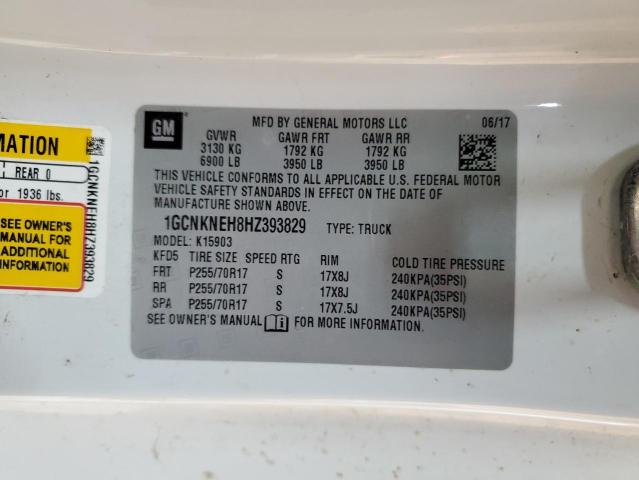 MATION
REAR 0
or 1936 lbs.
SEE OWNER'S
MANUAL FOR
ADDITIONAL
INFORMATION
1GCNKNEH8HZ393829
GM
MFD BY GENERAL MOTORS LLC 06/17
GVWR GAWR FRT GAWR RR
3130 KG 1792 KG 1792 KG
6900 LB 3950 LB 3950 LB
THIS VEHICLE CONFORMS TO ALL APPLICABLE U.S. FEDERAL MOTOR
VEHICLE SAFETY STANDARDS IN EFFECT ON THE DATE OF
MANUFACTURE SHOWN ABOVE.
1GCNKNEH8HZ393829 TYPE: TRUCK
MODEL: K15903
KFD5 TIRE SIZE SPEED RTG RIM COLD TIRE PRESSURE
FRT P255/70R17 S 17X8J 240KPA(35PSI)
RR P255/70R17 S 17X8J 240KPA(35PSI)
SPA P255/70R17 S 17X7.5J 240KPA(35PSI)
SEE OWNER'S MANUAL FOR MORE INFORMATION.